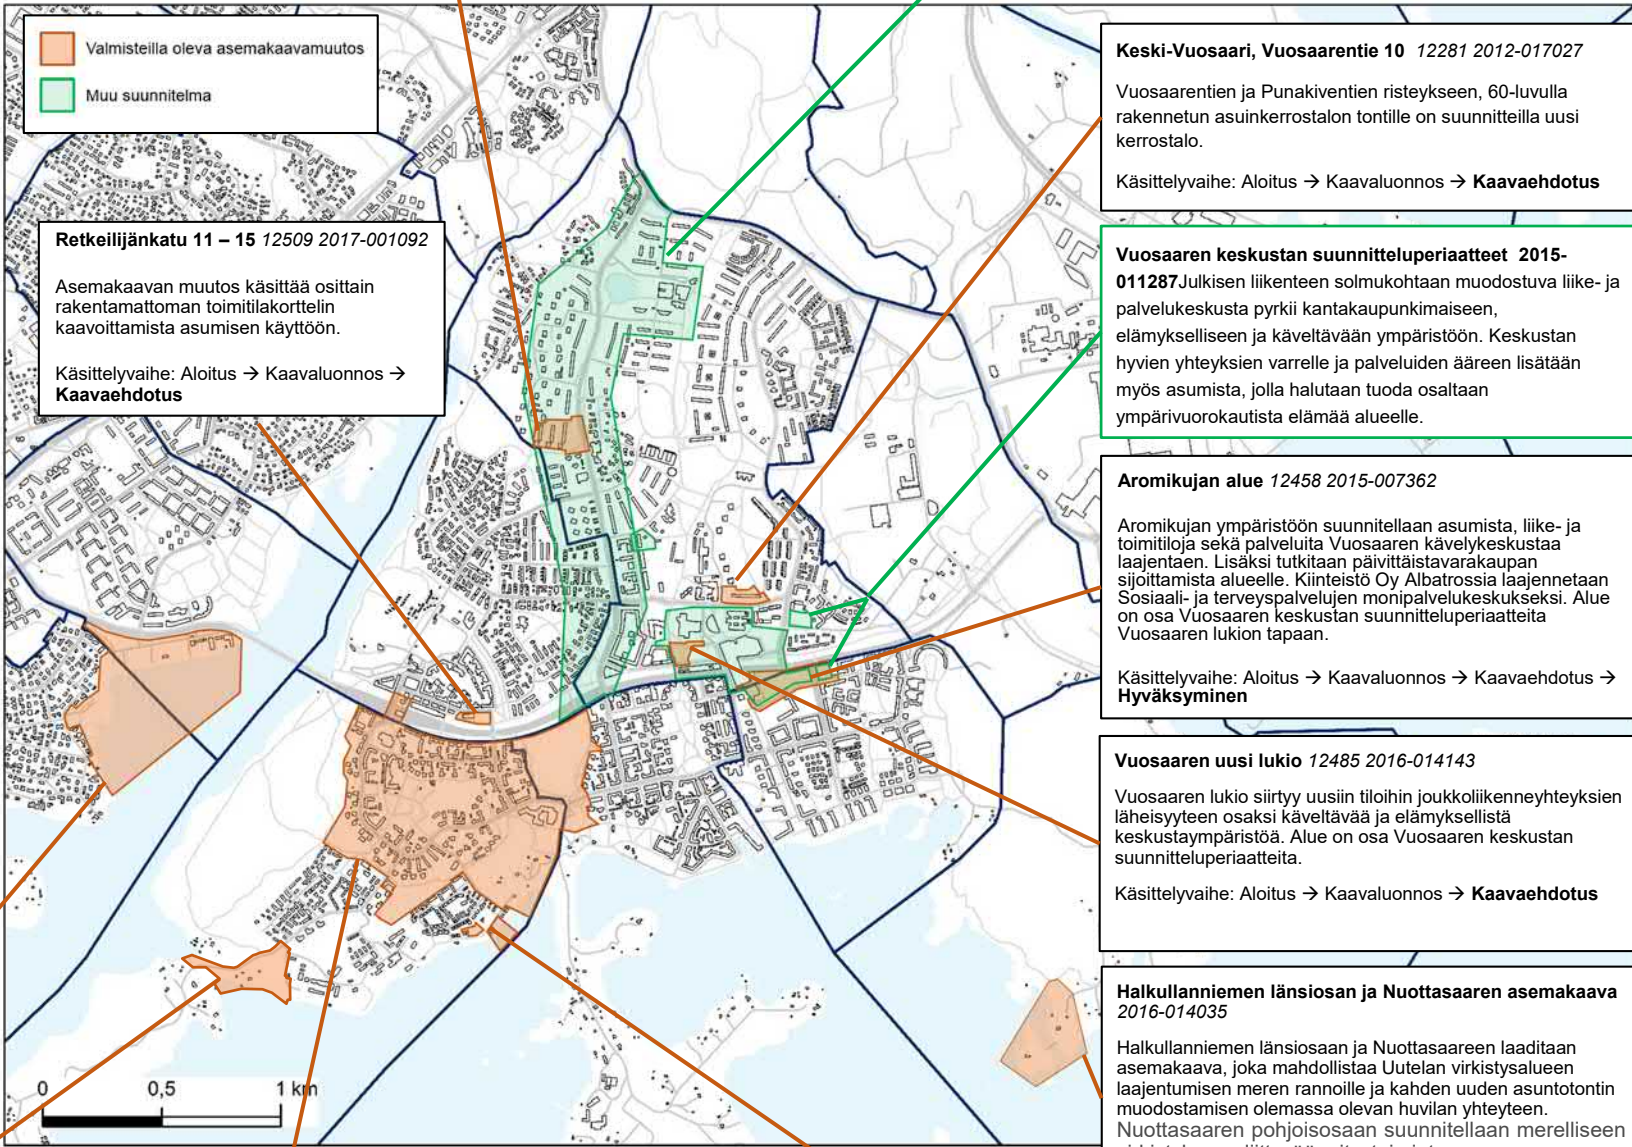 Valmisteilla oleva asemakaavamuutos
Muu suunnitelma
Retkeilijänkatu 11 – 15 12509 2017-001092
Asemakaavan muutos käsittää osittain
rakentamattoman toimitilakorttelin
kaavoittamista asumisen käyttöön.
Käsittelyvaihe: Aloitus → Kaavaluonnos →
Kaavaehdotus
Keski-Vuosaari, Vuosaarentie 10 12281 2012-017027
Vuosaarentien ja Punakiventien risteykseen, 60-luvulla
rakennetun asuinkerrostalon tontille on suunnitteilla uusi
kerrostalo.
Käsittelyvaihe: Aloitus → Kaavaluonnos → Kaavaehdotus
Vuosaaren keskustan suunnitteluperiaatteet 2015-
011287Julkisen liikenteen solmukohtaan muodostuva liike- ja
palvelukeskusta pyrkii kantakaupunkimaiseen,
elämykselliseen ja käveltävään ympäristöön. Keskustan
hyvien yhteyksien varrelle ja palveluiden ääreen lisätään
myös asumista, jolla halutaan tuoda osaltaan
ympärivuorokautista elämää alueelle.
Aromikujan alue 12458 2015-007362
Aromikujan ympäristöön suunnitellaan asumista, liike- ja
toimitiloja sekä palveluita Vuosaaren kävelykeskustaa
laajentaen. Lisäksi tutkitaan päivittäistavarakaupan
sijoittamista alueelle. Kiinteistö Oy Albatrossia laajennetaan
Sosiaali- ja terveyspalvelujen monipalvelukeskukseksi. Alue
on osa Vuosaaren keskustan suunnitteluperiaatteita
Vuosaaren lukion tapaan.
Käsittelyvaihe: Aloitus → Kaavaluonnos → Kaavaehdotus →
Hyväksyminen
Vuosaaren uusi lukio 12485 2016-014143
Vuosaaren lukio siirtyy uusiin tiloihin joukkoliikenneyhteyksien
läheisyyteen osaksi käveltävää ja elämyksellistä
keskustaympäristöä. Alue on osa Vuosaaren keskustan
suunnitteluperiaatteita.
Käsittelyvaihe: Aloitus → Kaavaluonnos → Kaavaehdotus
Halkullanniemen länsiosan ja Nuottasaaren asemakaava
2016-014035
Halkullanniemen länsiosaan ja Nuottasaareen laaditaan
asemakaava, joka mahdollistaa Uutelan virkistysalueen
laajentumisen meren rannoille ja kahden uuden asuntotontin
muodostamisen olemassa olevan huvilan yhteyteen.
Nuottasaaren pohjoisosaan suunnitellaan merelliseen
0 0,5 1 km